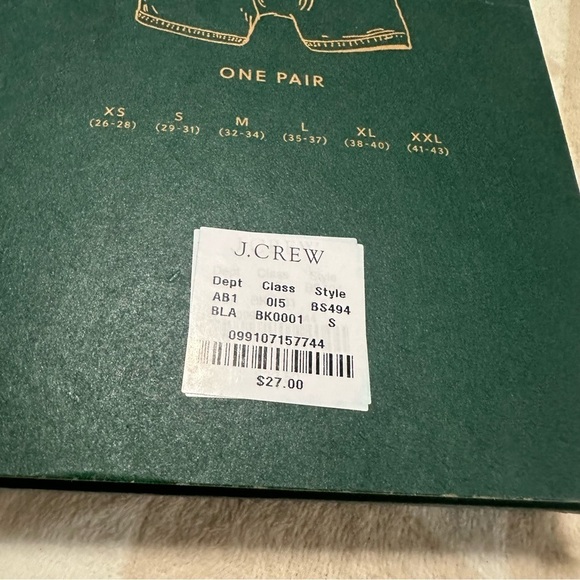 ONE PAIR
XS S M L XL XXL
(26-28) (29-31) (32-34) (35-37) (38-40) (41-43)
J.CREW
Dept Class Style
AB1 0I5 BS494
BLA BK0001 S
099107157744
$27.00